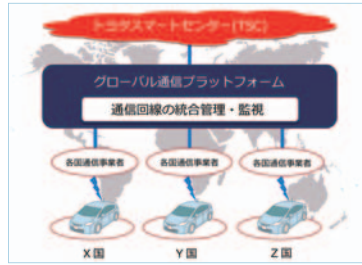 トヨタスマートセンター(TSC)
グローバル通信プラットフォーム
通信回線の統合管理・監視
各国通信事業者 各国通信事業者 各国通信事業者
X国 Y国 Z国